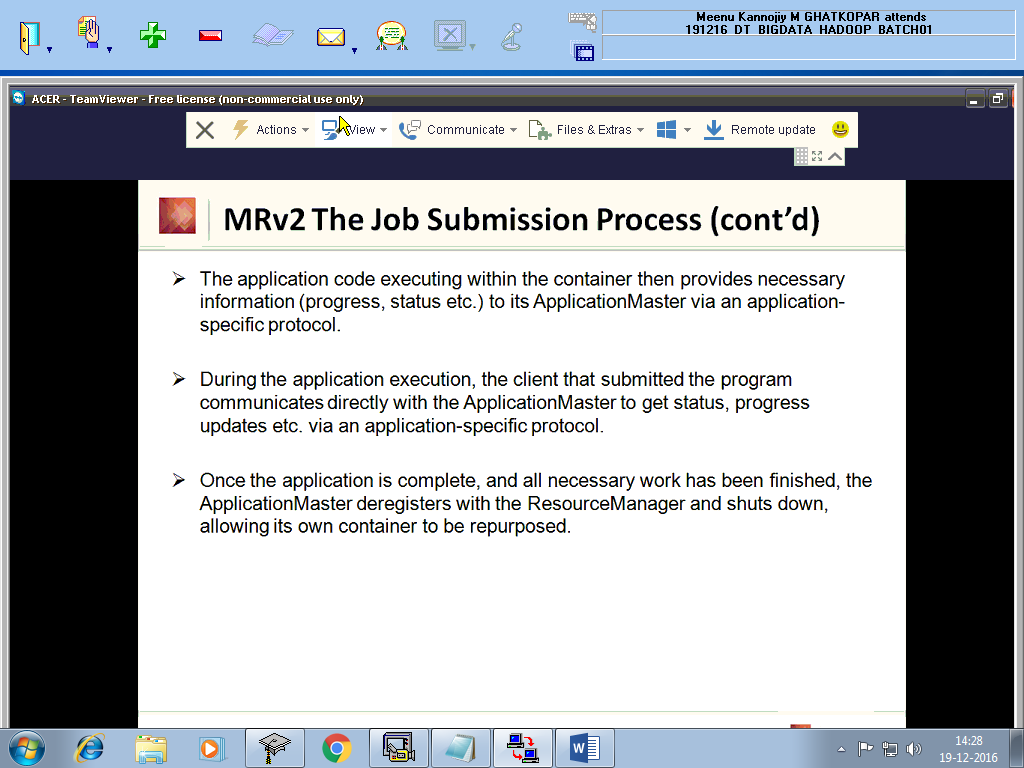 Meenu Kannojiy M GHATKOPAR attends
191216 DT BIGDATA HADOOP BATCH01
ACER - TeamViewer - Free license (non-commercial use only)
Actions View Communicate Files & Extras Remote update
MRv2 The Job Submission Process (cont’d)
The application code executing within the container then provides necessary
information (progress, status etc.) to its ApplicationMaster via an application-
specific protocol.
During the application execution, the client that submitted the program
communicates directly with the ApplicationMaster to get status, progress
updates etc. via an application-specific protocol.
Once the application is complete, and all necessary work has been finished, the
ApplicationMaster deregisters with the ResourceManager and shuts down,
allowing its own container to be repurposed.
14:28
19-12-2016